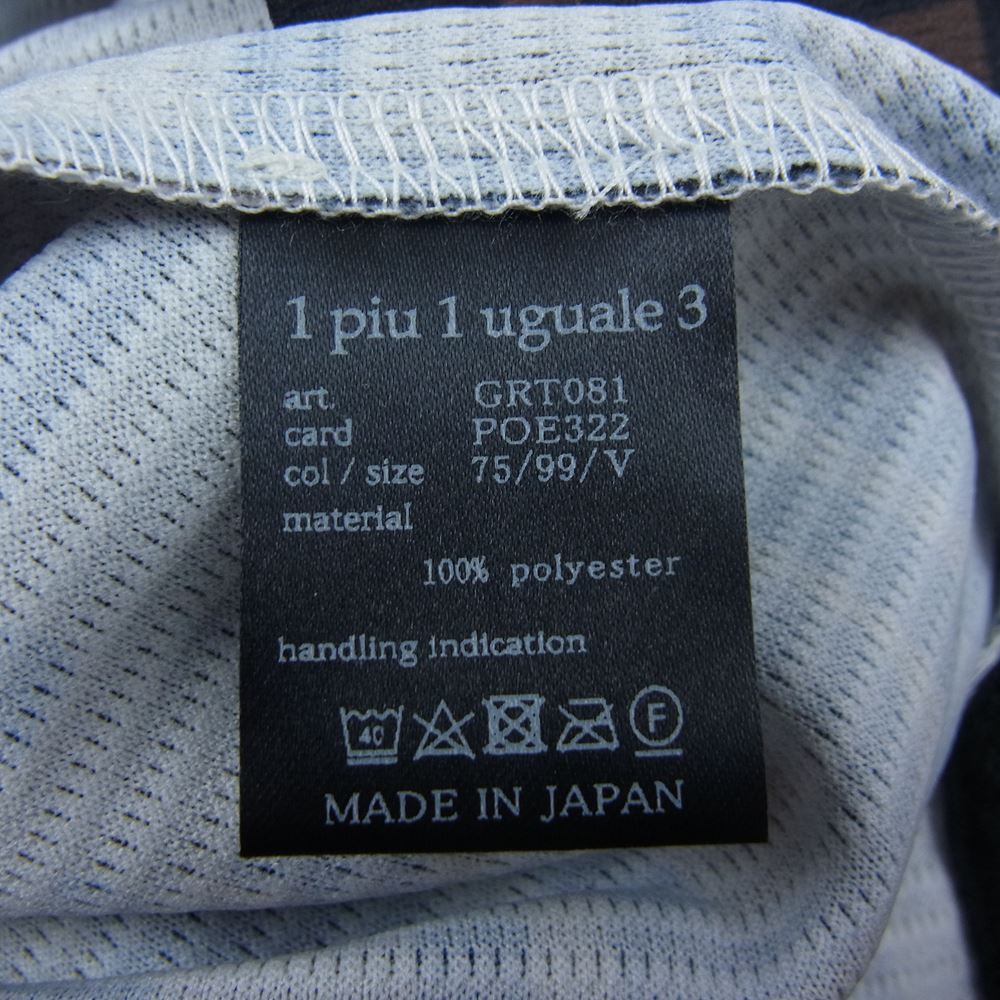 1 piu 1 uguale 3
art. GRT081
card POE322
col / size 75/99/V
material
100% polyester
handling indication
40 F
MADE IN JAPAN